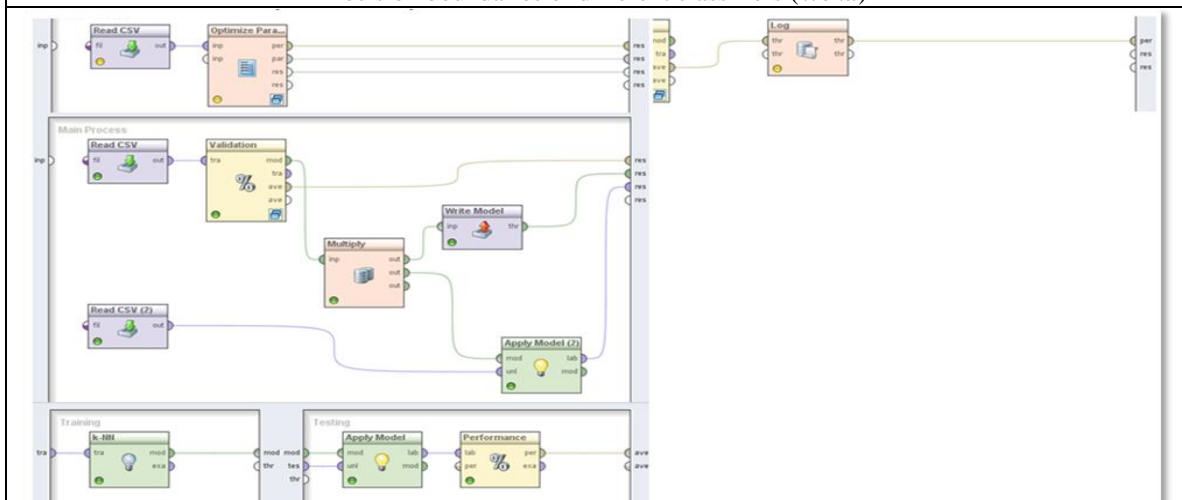 Read CSV
Optimize Para...
Log
inp
fil
out
inp
per
res
thr
thr
per
inp
par
res
thr
thr
res
res
res
res
res
res
Main Process
Read CSV
Validation
inp
fil
out
tra
mod
res
tra
res
ave
res
ave
res
Write Model
inp
thr
Multiply
inp
out
out
out
Read CSV (2)
fil
out
Apply Model (2)
mod
lab
unl
mod
Training
Testing
k-NN
Apply Model
Performance
tra
tra
mod
mod
mod
mod
lab
lab
per
ave
exa
thr
tes
unl
mod
per
exa
ave
thr